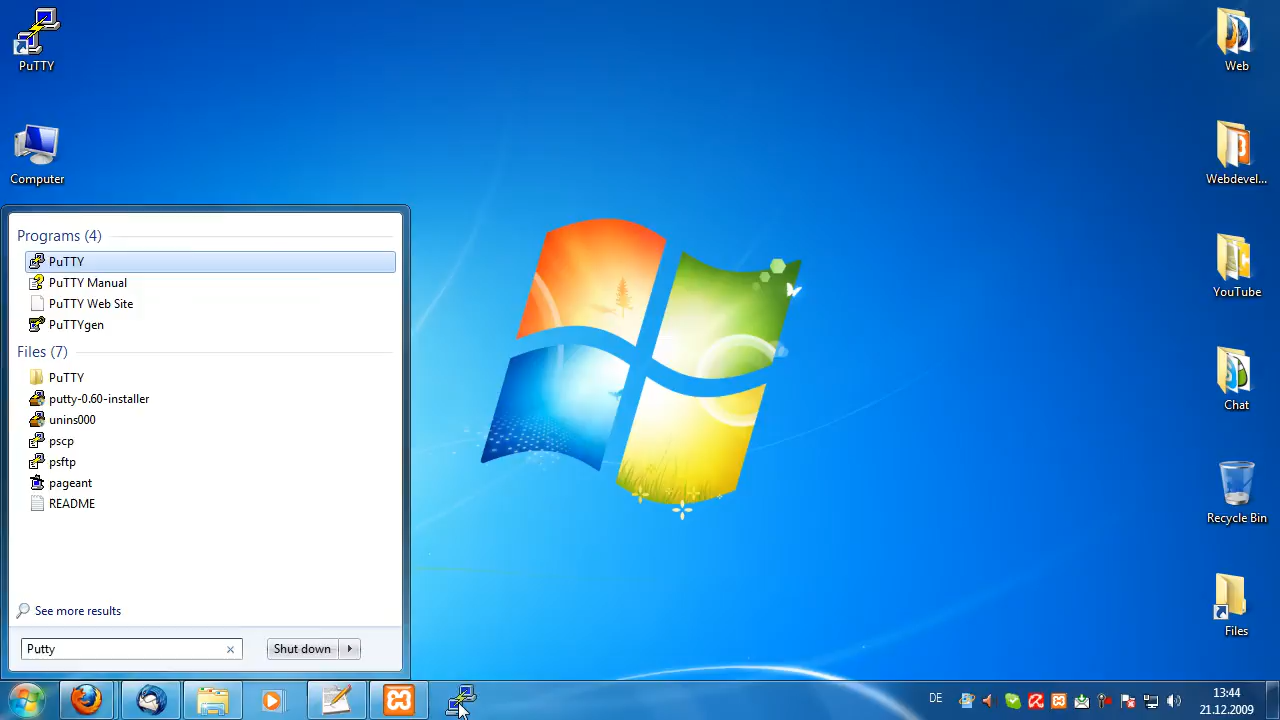 PuTTY
Computer
Programs (4)
PuTTY
PuTTY Manual
PuTTY Web Site
PuTTYgen
Files (7)
PuTTY
putty-0.60-installer
unins000
pscp
psftp
pageant
README
See more results
Putty
Shut down
Web
Webdevel...
YouTube
Chat
Recycle Bin
Files
DE
13:44
21.12.2009